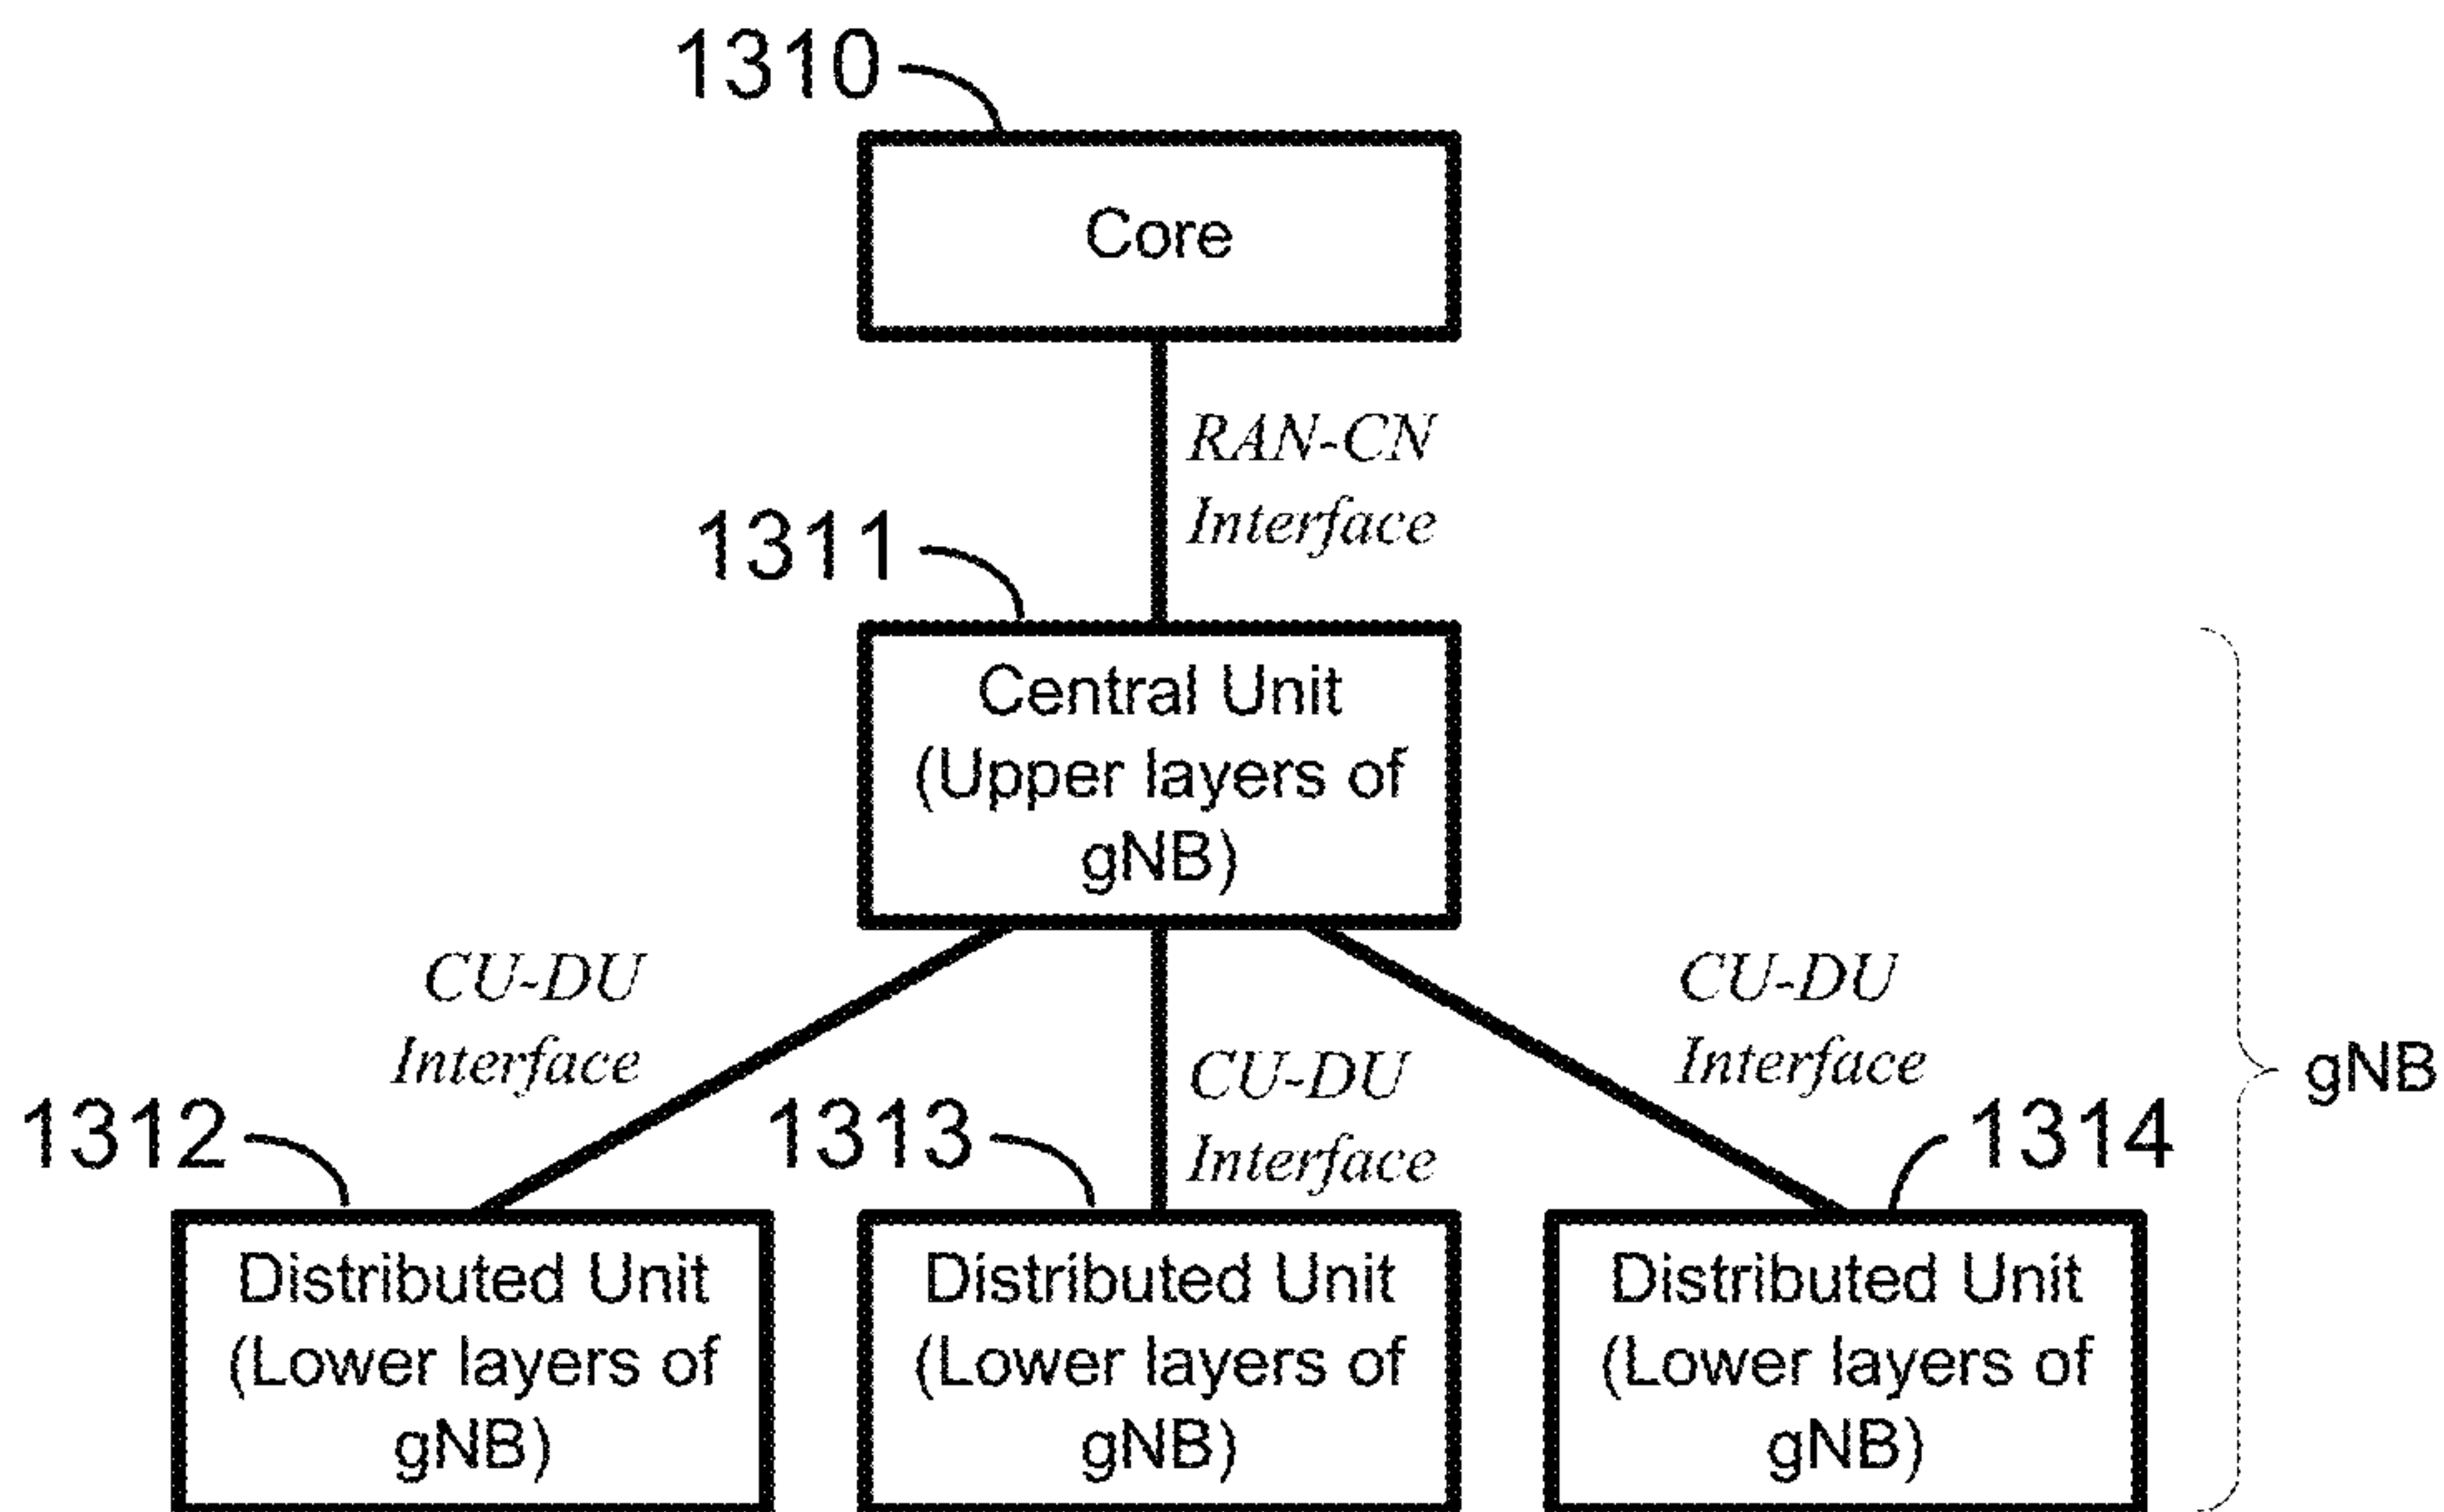 1310
Core
RAN-CN
Interface
1311
Central Unit
(Upper layers of
gNB)
CU-DU
Interface
CU-DU
Interface
CU-DU
Interface
gNB
1312
1313
1314
Distributed Unit
(Lower layers of
gNB)
Distributed Unit
(Lower layers of
gNB)
Distributed Unit
(Lower layers of
gNB)